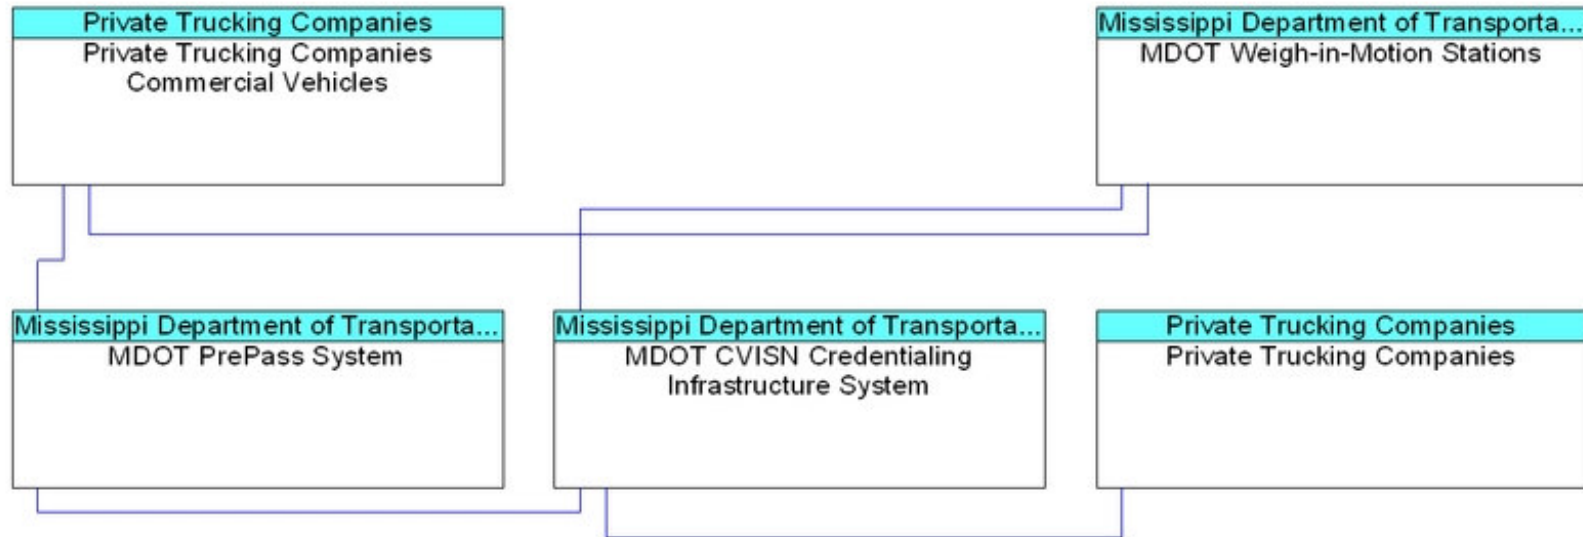 Private Trucking Companies
Private Trucking Companies
Commercial Vehicles
Mississippi Department of Transporta...
MDOT Weigh-in-Motion Stations
Mississippi Department of Transporta...
MDOT PrePass System
Mississippi Department of Transporta...
MDOT CVISN Credentialing
Infrastructure System
Private Trucking Companies
Private Trucking Companies